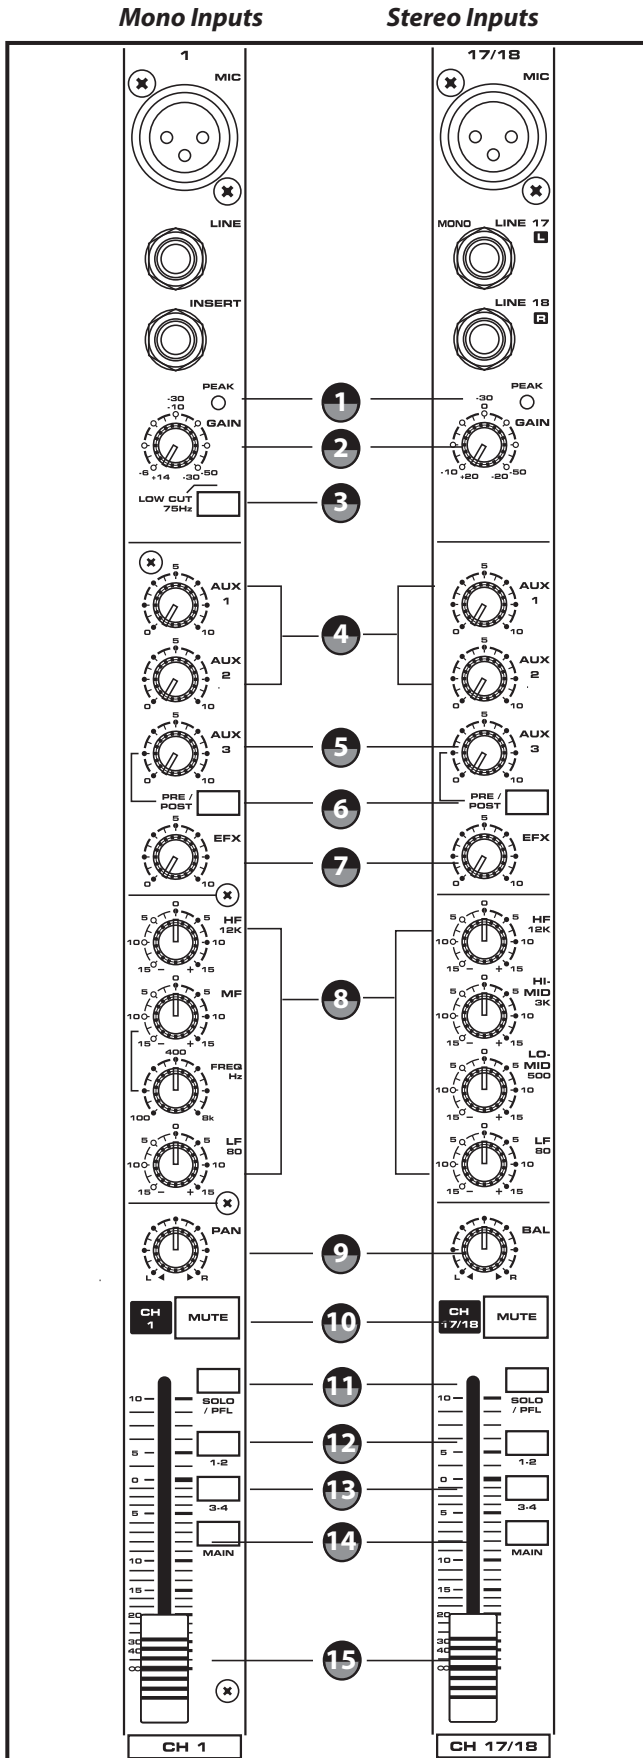 Mono Inputs
Stereo Inputs
1
MIC
LINE
INSERT
PEAK
-30
-10
GAIN
-6 +14 -30 -50
LOW CUT
75Hz
5
AUX
1
0 10
5
AUX
2
0 10
5
AUX
3
0 10
PRE /
POST
5
EFX
0 10
0
5 5 HF
12K
10 10
15 - + 15
0
5 5 MF
10 10
15 - + 15
400
FREQ
Hz
100 8k
0
5 5 LF
80
10 10
15 - + 15
PAN
L R
CH
1
MUTE
SOLO
/ PFL
10
5
1-2
0
3-4
5
MAIN
10
15
20
30
40
∞
CH 1
1
2
3
4
5
6
7
8
9
10
11
12
13
14
15
17/18
MIC
MONO LINE 17
L
LINE 18
R
PEAK
-30
0
GAIN
-10 +20 -20 -50
5
AUX
1
0 10
5
AUX
2
0 10
5
AUX
3
0 10
PRE /
POST
5
EFX
0 10
0
5 5 HF
12K
10 10
15 - + 15
0
5 5 HI-
MID
3K
10 10
15 - + 15
0
5 5 LO-
MID
500
10 10
15 - + 15
0
5 5 LF
80
10 10
15 - + 15
BAL
L R
CH
17/18
MUTE
SOLO
/ PFL
10
5
1-2
0
3-4
5
MAIN
10
15
20
30
40
∞
CH 17/18